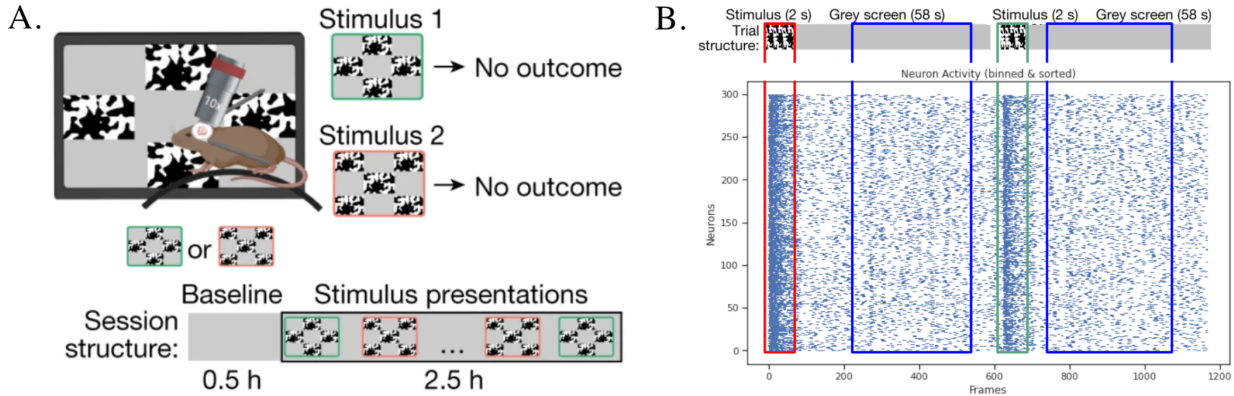 A.
Stimulus 1
No outcome
10x
Stimulus 2
No outcome
or
Baseline
Stimulus presentations
Session
structure:
...
0.5 h
2.5 h
B.
Stimulus (2 s)
Grey screen (58 s)
Stimulus (2 s)
Grey screen (58 s)
Trial
structure:
Neuron Activity (binned & sorted)
300
250
200
150
100
50
0
Neurons
0
200
400
600
800
1000
1200
Frames